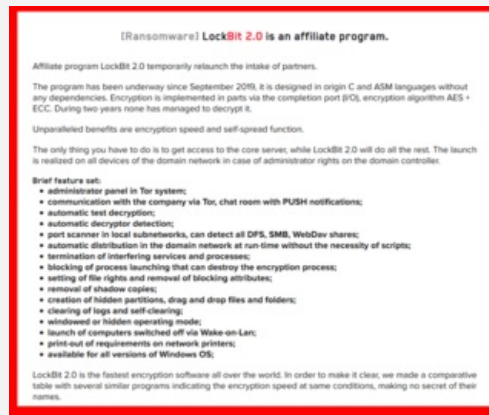 [Ransomware] LockBit 2.0 is an affiliate program.
Affiliate program LockBit 2.0 temporarily relaunch the intake of partners.
The program has been underway since September 2019, it is designed in origin C and ASM languages without
any dependencies. Encryption is implemented in parts via the completion port (I/O), encryption algorithm AES +
ECC. During two years none has managed to decrypt it.
Unparalleled benefits are encryption speed and self-spread function.
The only thing you have to do is to get access to the core server, while LockBit 2.0 will do all the rest. The launch
is realized on all devices of the domain network in case of administrator rights on the domain controller.
Brief feature set:
• administrator panel in Tor system;
• communication with the company via Tor, chat room with PUSH notifications;
• automatic test decryption;
• automatic decryptor detection;
• port scanner in local subnetworks, can detect all DFS, SMB, WebDav shares;
• automatic distribution in the domain network at run-time without the necessity of scripts;
• termination of interfering services and processes;
• blocking of process launching that can destroy the encryption process;
• setting of file rights and removal of blocking attributes;
• removal of shadow copies;
• creation of hidden partitions, drag and drop files and folders;
• clearing of logs and self-clearing;
• windowed or hidden operating mode;
• launch of computers switched off via Wake-on-Lan;
• print-out of requirements on network printers;
• available for all versions of Windows OS;
LockBit 2.0 is the fastest encryption software all over the world. In order to make it clear, we made a comparative
table with several similar programs indicating the encryption speed at same conditions, making no secret of their
names.